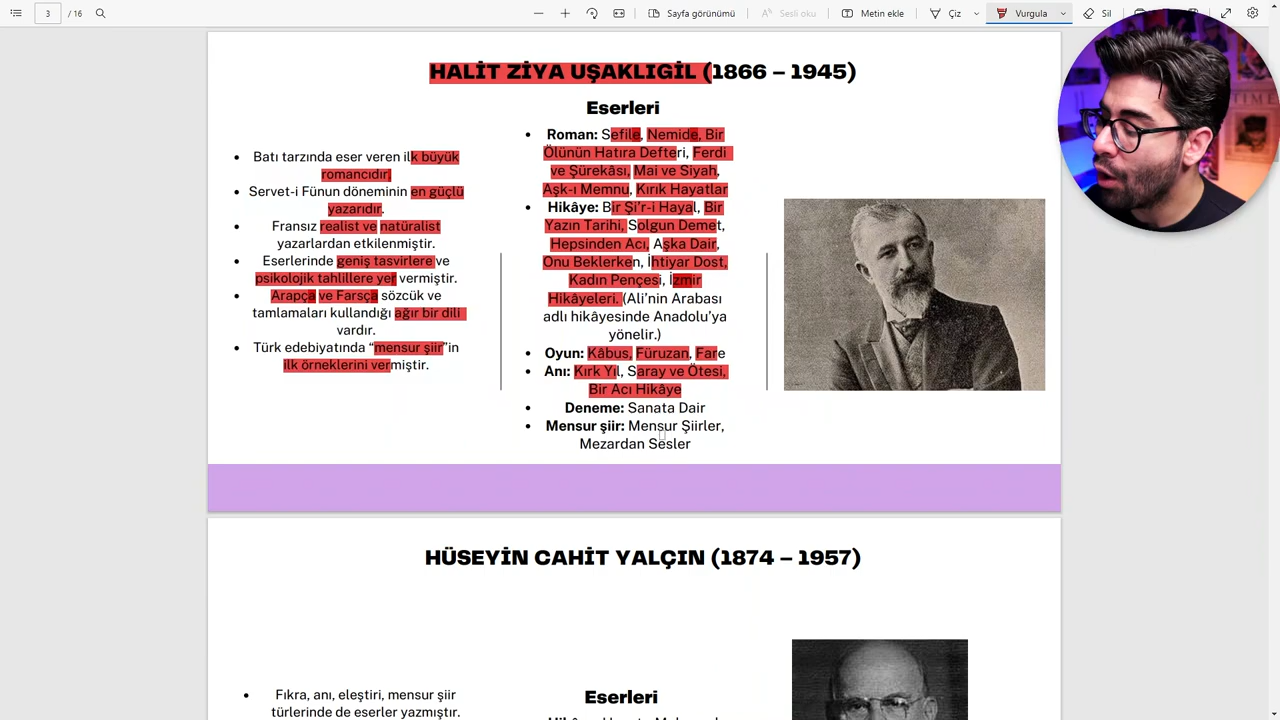 3 / 16
Sayfa görünümü
Sesli oku
Metin ekle
Çiz
Vurgula
Sil
HALİT ZİYA UŞAKLIGİL (1866 – 1945)
Batı tarzında eser veren ilk büyük
romancıdır.
Servet-i Fünun döneminin en güçlü
yazarıdır.
Fransız realist ve natüralist
yazarlardan etkilenmiştir.
Eserlerinde geniş tasvirlere ve
psikolojik tahlillere yer vermiştir.
Arapça ve Farsça sözcük ve
tamlamaları kullandığı ağır bir dili
vardır.
Türk edebiyatında “mensur şiir”in
ilk örneklerini vermiştir.
Eserleri
Roman: Sefile, Nemide, Bir
Ölünün Hatıra Defteri, Ferdi
ve Şürekâsı, Mai ve Siyah,
Aşk-ı Memnu, Kırık Hayatlar
Hikâye: Bir Şi’r-i Hayal, Bir
Yazın Tarihi, Solgun Demet,
Hepsinden Acı, Aşka Dair,
Onu Beklerken, İhtiyar Dost,
Kadın Pençesi, İzmir
Hikâyeleri. (Ali’nin Arabası
adlı hikâyesinde Anadolu’ya
yönelir.)
Oyun: Kâbus, Füruzan, Fare
Anı: Kırk Yıl, Saray ve Ötesi,
Bir Acı Hikâye
Deneme: Sanata Dair
Mensur şiir: Mensur Şiirler,
Mezardan Sesler
HÜSEYİN CAHİT YALÇIN (1874 – 1957)
Fıkra, anı, eleştiri, mensur şiir
türlerinde de eserler yazmıştır.
Eserleri